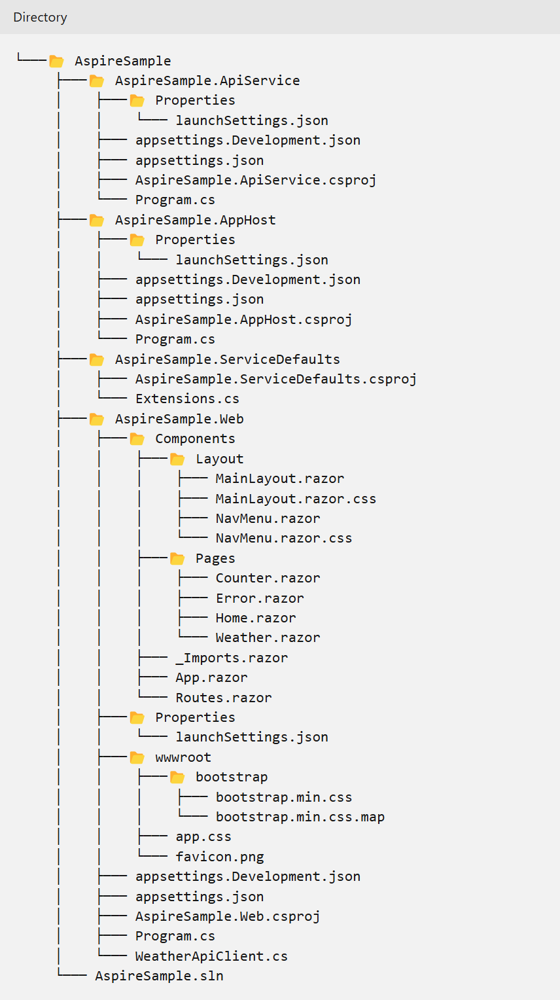 Directory
└───📂 AspireSample
     ├───📂 AspireSample.ApiService
     │    ├───📂 Properties
     │    │    └─── launchSettings.json
     │    ├─── appsettings.Development.json
     │    ├─── appsettings.json
     │    ├─── AspireSample.ApiService.csproj
     │    └─── Program.cs
     ├───📂 AspireSample.AppHost
     │    ├───📂 Properties
     │    │    └─── launchSettings.json
     │    ├─── appsettings.Development.json
     │    ├─── appsettings.json
     │    ├─── AspireSample.AppHost.csproj
     │    └─── Program.cs
     ├───📂 AspireSample.ServiceDefaults
     │    ├─── AspireSample.ServiceDefaults.csproj
     │    └─── Extensions.cs
     ├───📂 AspireSample.Web
     │    ├───📂 Components
     │    │    ├───📂 Layout
     │    │    │    ├─── MainLayout.razor
     │    │    │    ├─── MainLayout.razor.css
     │    │    │    ├─── NavMenu.razor
     │    │    │    └─── NavMenu.razor.css
     │    │    ├───📂 Pages
     │    │    │    ├─── Counter.razor
     │    │    │    ├─── Error.razor
     │    │    │    ├─── Home.razor
     │    │    │    └─── Weather.razor
     │    │    ├─── _Imports.razor
     │    │    ├─── App.razor
     │    │    └─── Routes.razor
     │    ├───📂 Properties
     │    │    └─── launchSettings.json
     │    ├───📂 wwwroot
     │    │    ├───📂 bootstrap
     │    │    │    ├─── bootstrap.min.css
     │    │    │    └─── bootstrap.min.css.map
     │    │    ├─── app.css
     │    │    └─── favicon.png
     │    ├─── appsettings.Development.json
     │    ├─── appsettings.json
     │    ├─── AspireSample.Web.csproj
     │    ├─── Program.cs
     │    └─── WeatherApiClient.cs
     └─── AspireSample.sln